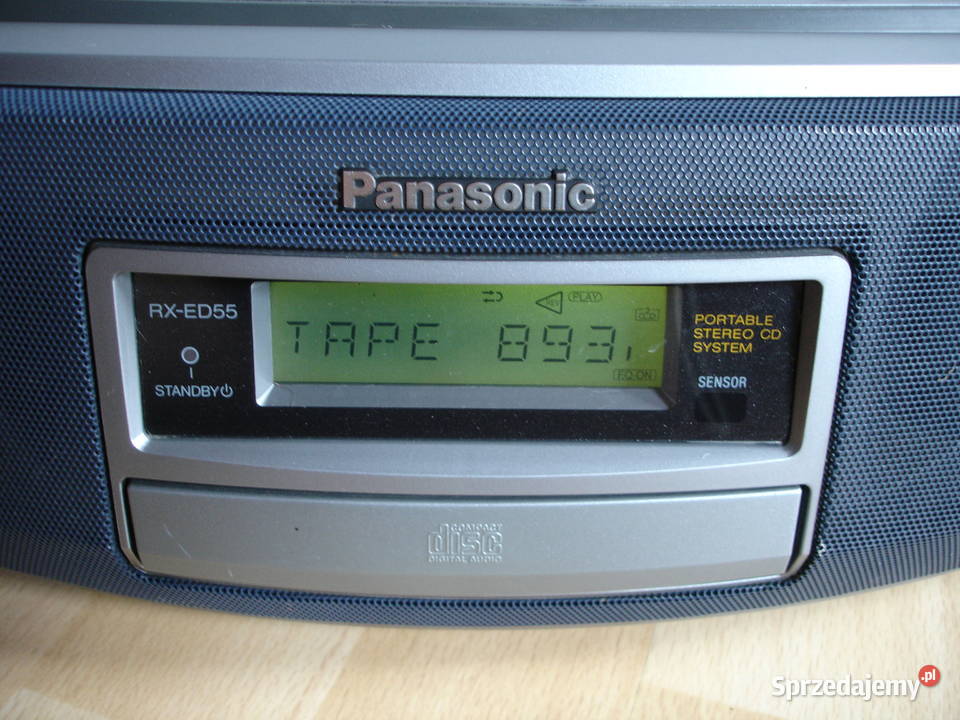 Panasonic
RX-ED55
STANDBY
REV PLAY
TAPE 893
EQ ON
PORTABLE
STEREO CD
SYSTEM
SENSOR
COMPACT
disc
DIGITAL AUDIO
Sprzedajemy.pl